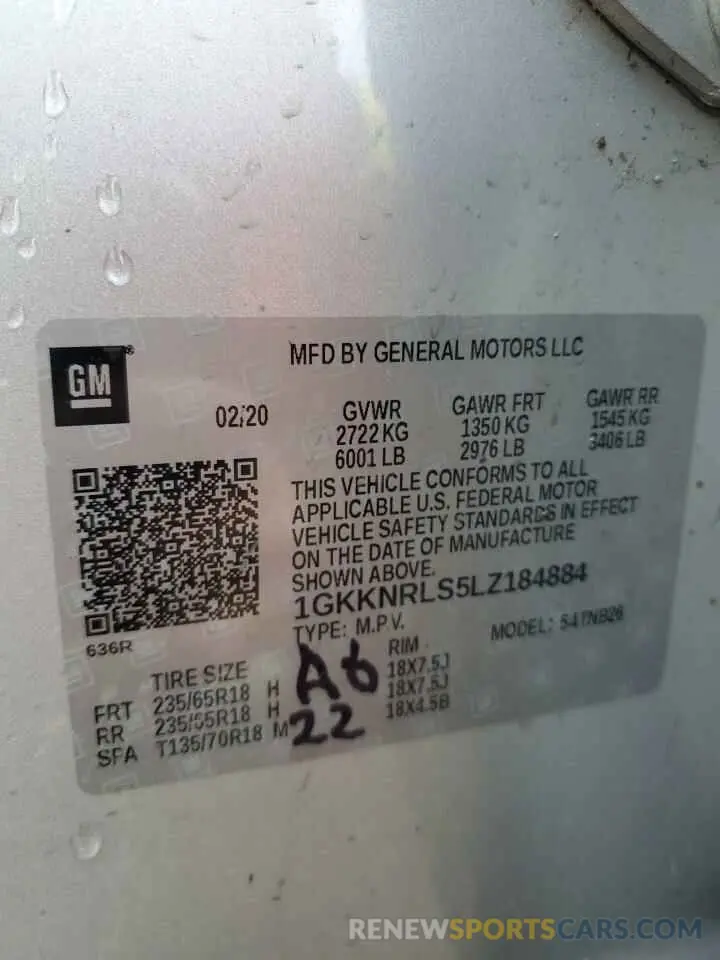 MFD BY GENERAL MOTORS LLC
GM
02/20
GVWR GAWR FRT GAWR RR
2722 KG 1350 KG 1545 KG
6001 LB 2976 LB 3406 LB
THIS VEHICLE CONFORMS TO ALL
APPLICABLE U.S. FEDERAL MOTOR
VEHICLE SAFETY STANDARDS IN EFFECT
ON THE DATE OF MANUFACTURE
SHOWN ABOVE.
1GKKNRLS5LZ184884
TYPE: M.P.V. MODEL:
636R
TIRE SIZE RIM
FRT 235/65R18 H 18X7.5J
RR 235/65R18 H 18X7.5J
SPA T135/70R18 M 18X4.5B
A6
22
RENEWSPORTSCARS.COM